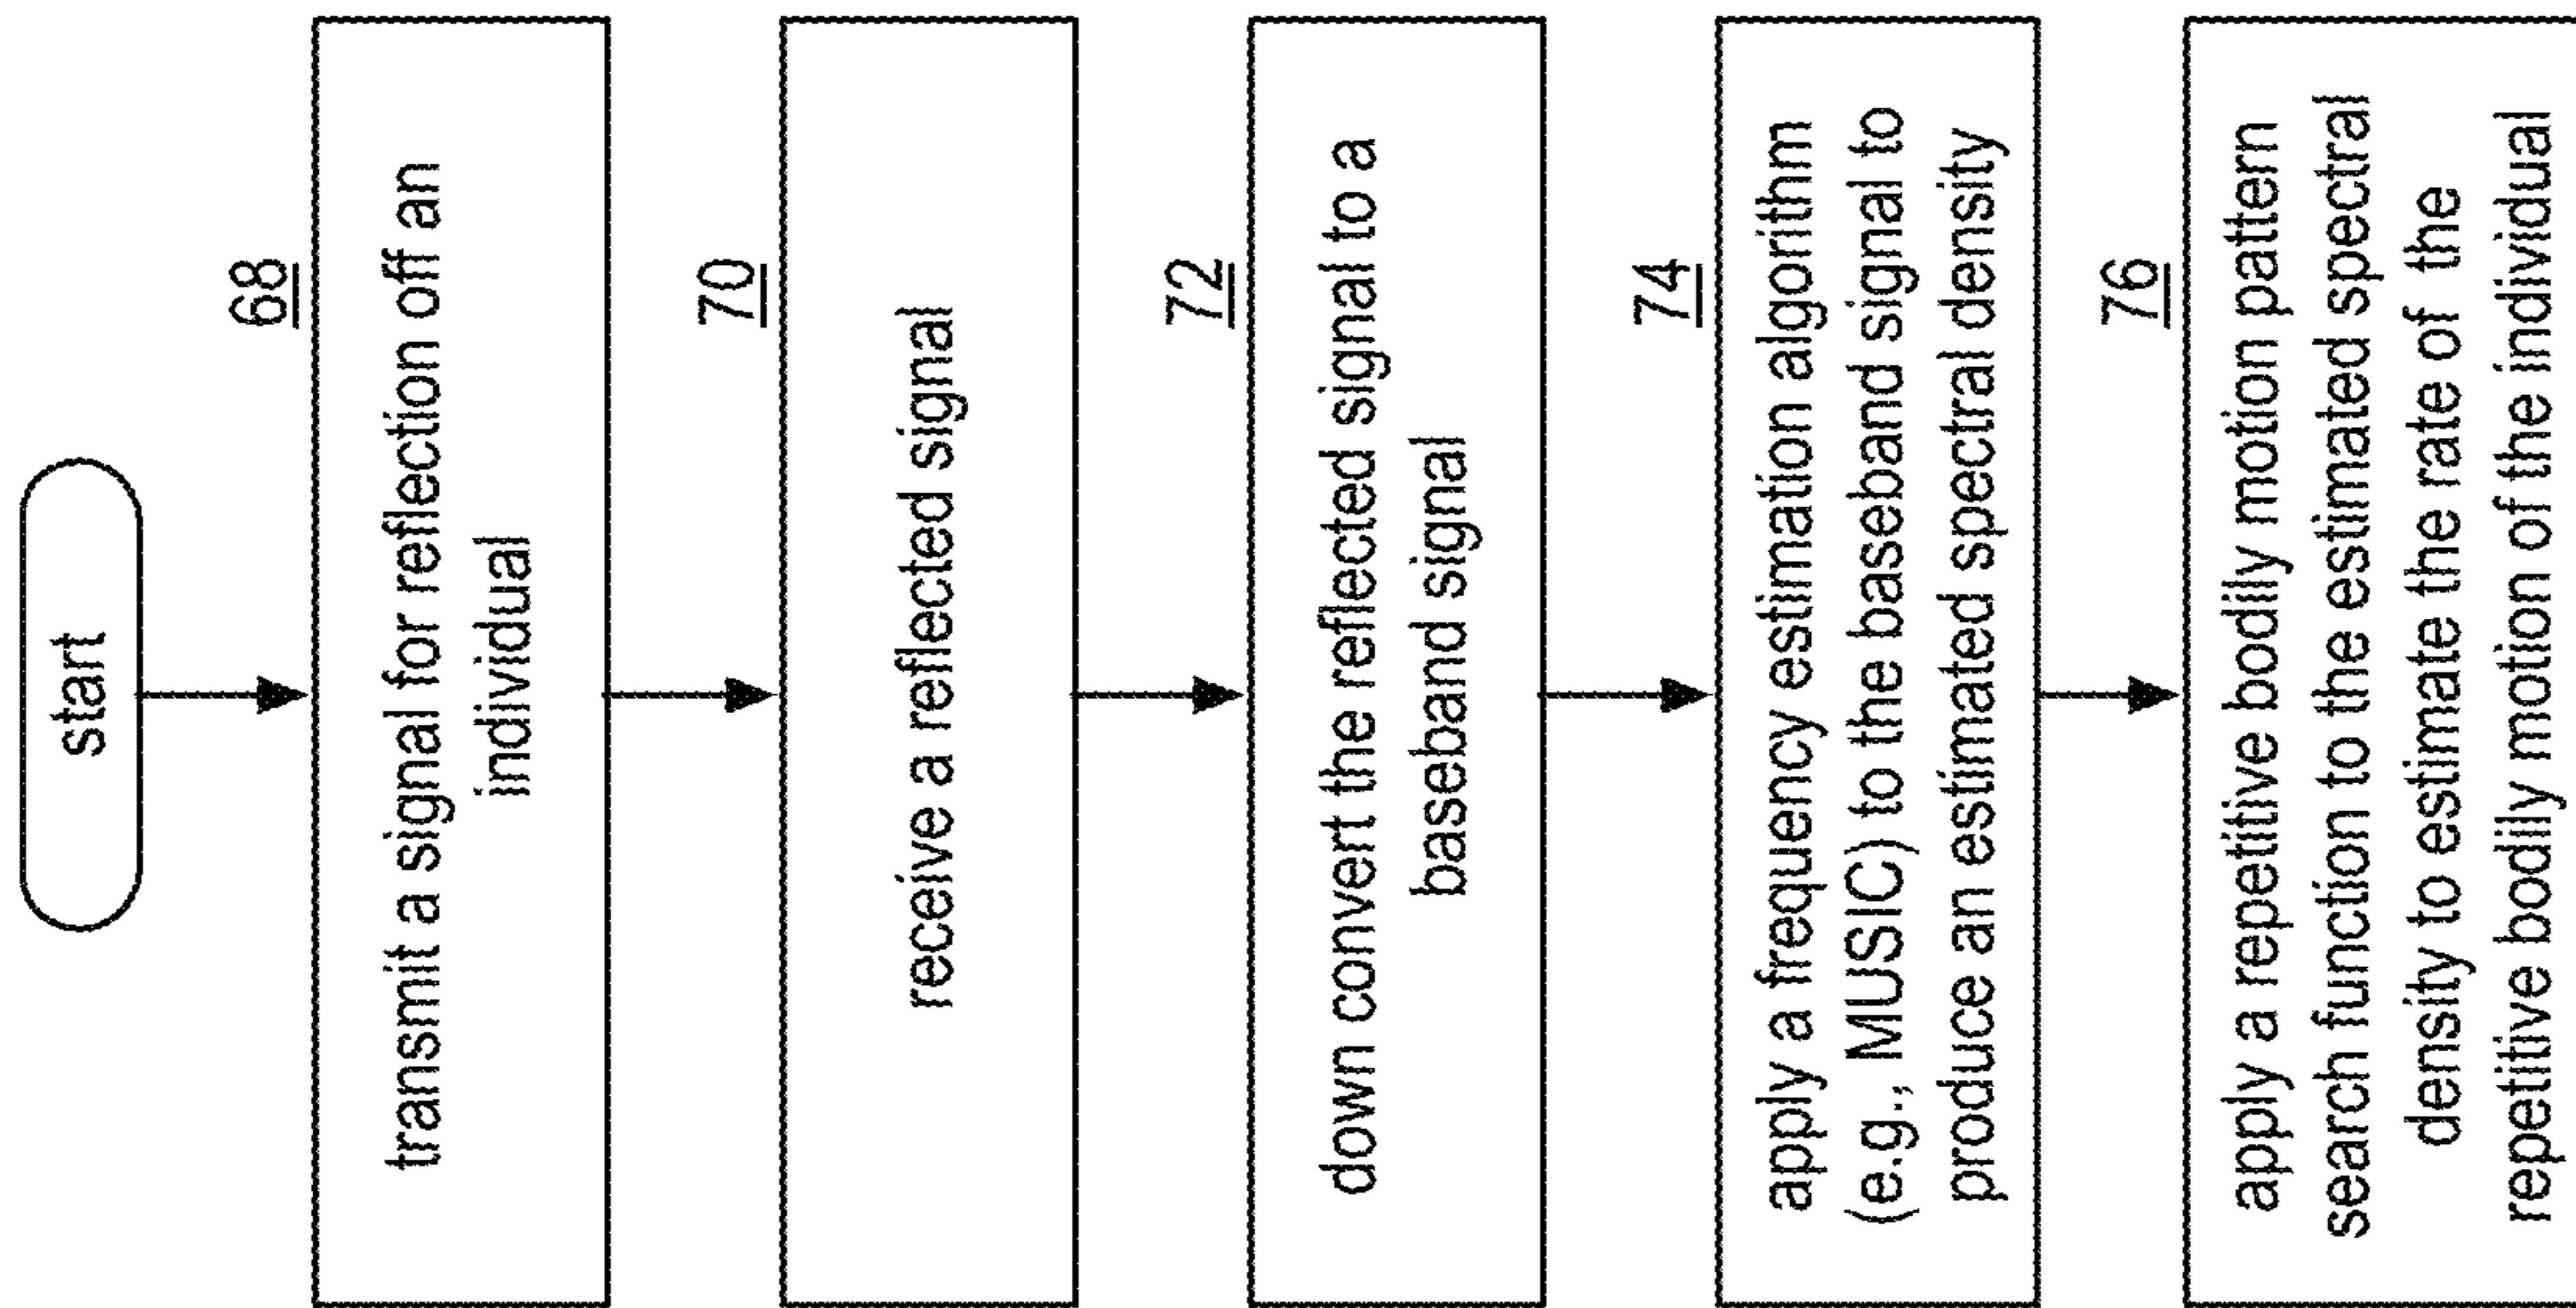 start
68
transmit a signal for reflection off an
individual
70
receive a reflected signal
72
down convert the reflected signal to a
baseband signal
74
apply a frequency estimation algorithm
(e.g., MUSIC) to the baseband signal to
produce an estimated spectral density
76
apply a repetitive bodily motion pattern
search function to the estimated spectral
density to estimate the rate of the
repetitive bodily motion of the individual